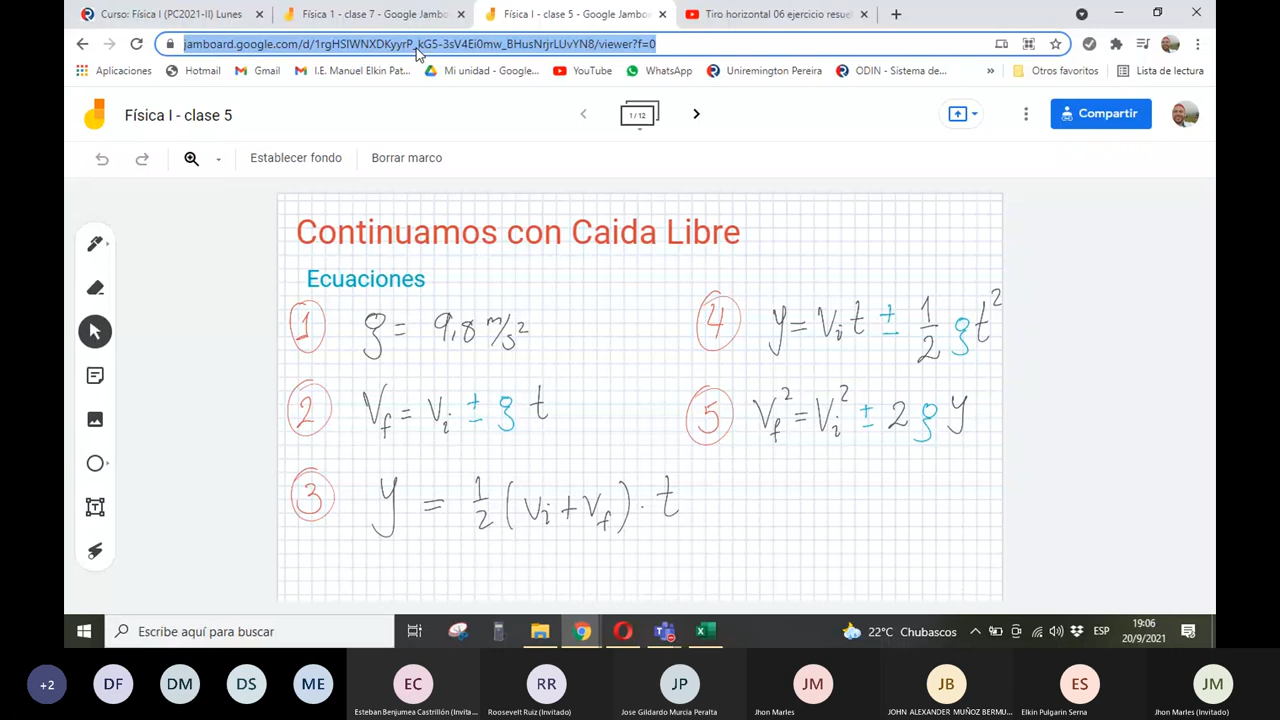 Curso: Física I (PC2021-II) Lunes
Física 1 - clase 7 - Google Jambo
Física I - clase 5 - Google Jambo
Tiro horizontal 06 ejercicio resue
jamboard.google.com/d/1rgHSIWNXDKyyrP_kG5-3sV4Ei0mw_BHusNrjrLUvYN8/viewer?f=0
Aplicaciones
Hotmail
Gmail
I.E. Manuel Elkin Pat...
Mi unidad - Google...
YouTube
WhatsApp
Uniremington Pereira
ODIN - Sistema de...
»
Otros favoritos
Lista de lectura
Física I - clase 5
1 / 12
Compartir
Establecer fondo
Borrar marco
Continuamos con Caida Libre
Ecuaciones
1 g = 9,8 m/s²
2 Vf = Vi ± g t
3 y = 1/2 (Vi + Vf) · t
4 y = Vi t ± 1/2 g t²
5 Vf² = Vi² ± 2 g y
Escribe aquí para buscar
22°C Chubascos
ESP
19:06
20/9/2021
+2
DF
DM
DS
ME
EC
Esteban Benjumea Castrillón (Invita...
RR
Roosevelt Ruiz (Invitado)
JP
Jose Gildardo Murcia Peralta
JM
Jhon Marles
JB
JOHN ALEXANDER MUÑOZ BERMU...
ES
Elkin Pulgarin Serna
JM
Jhon Marles (Invitado)